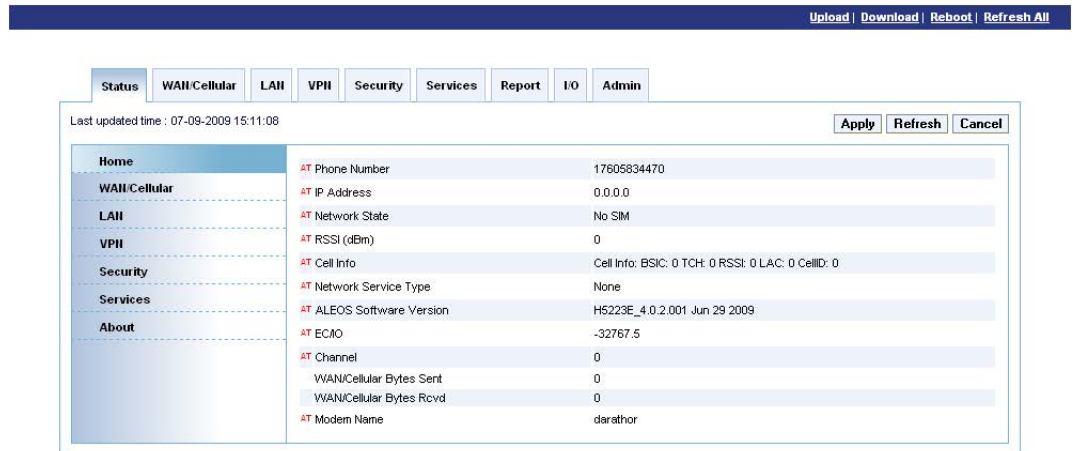 Upload | Download | Reboot | Refresh All
Status WAN/Cellular LAN VPN Security Services Report I/O Admin
Last updated time : 07-09-2009 15:11:08
Apply Refresh Cancel
Home
WAN/Cellular
LAN
VPN
Security
Services
About
AT Phone Number 17605834470
AT IP Address 0.0.0.0
AT Network State No SIM
AT RSSI (dBm) 0
AT Cell Info Cell Info: BSIC: 0 TCH: 0 RSSI: 0 LAC: 0 CellID: 0
AT Network Service Type None
AT ALEOS Software Version H5223E_4.0.2.001 Jun 29 2009
AT EC/IO -32767.5
AT Channel 0
WAN/Cellular Bytes Sent 0
WAN/Cellular Bytes Rcvd 0
AT Modem Name darathor